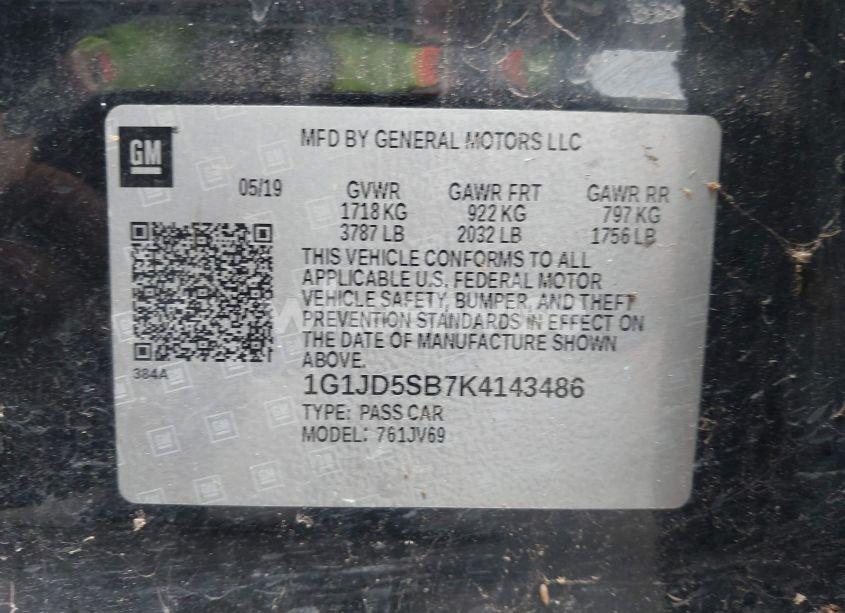 GM
MFD BY GENERAL MOTORS LLC
05/19 GVWR GAWR FRT GAWR RR
1718 KG 922 KG 797 KG
3787 LB 2032 LB 1756 LB
THIS VEHICLE CONFORMS TO ALL
APPLICABLE U.S. FEDERAL MOTOR
VEHICLE SAFETY, BUMPER, AND THEFT
PREVENTION STANDARDS IN EFFECT ON
THE DATE OF MANUFACTURE SHOWN
ABOVE.
384A
1G1JD5SB7K4143486
TYPE: PASS CAR
MODEL: 761JV69